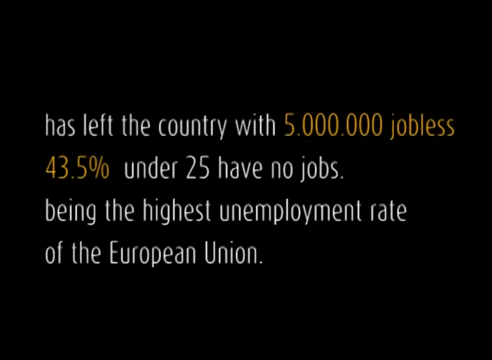 has left the country with 5.000.000 jobless
43.5% under 25 have no jobs.
being the highest unemployment rate
of the European Union.